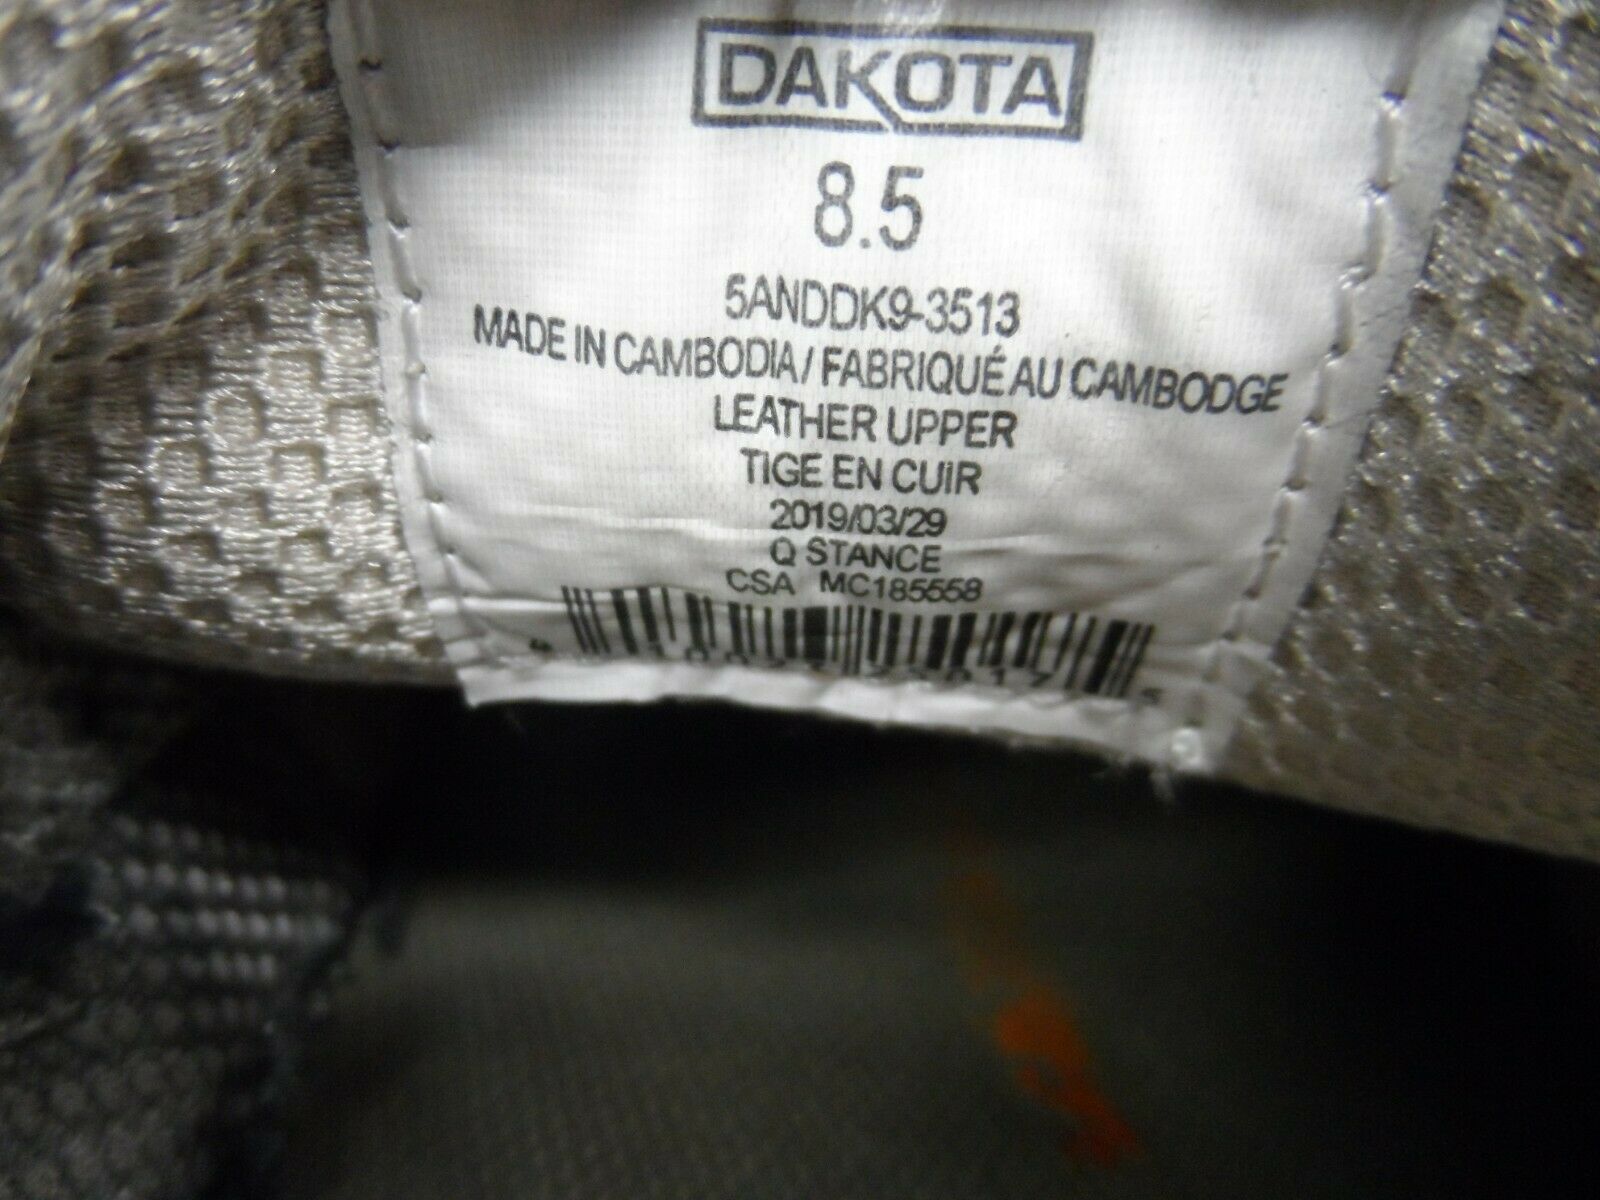 DAKOTA
8.5
5ANDDK9-3513
MADE IN CAMBODIA / FABRIQUÉ AU CAMBODGE
LEATHER UPPER
TIGE EN CUIR
2019/03/29
Q STANCE
CSA MC185558